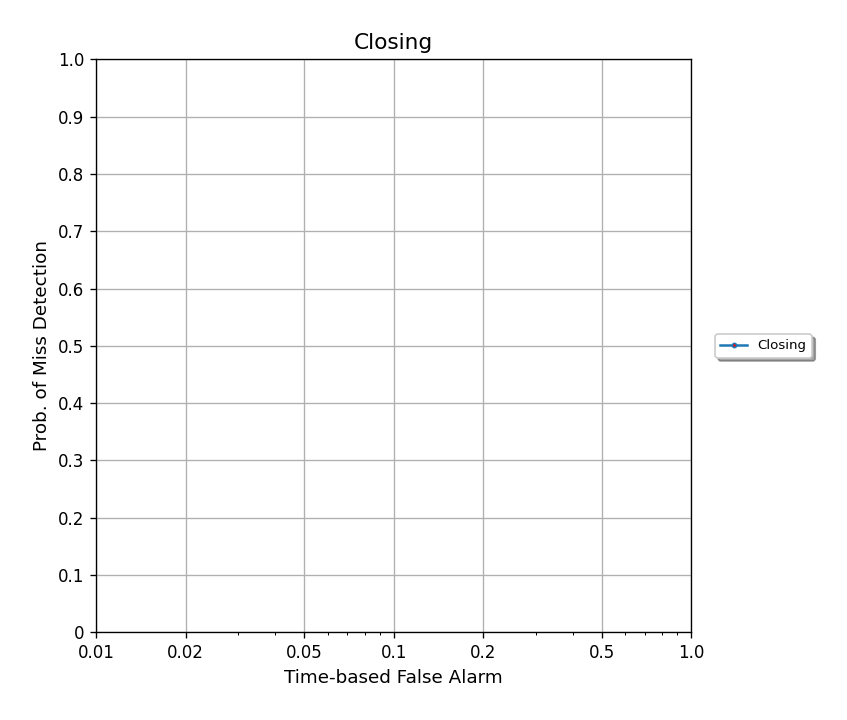 Closing
1.0
0.9
0.8
0.7
0.6
0.5
0.4
0.3
0.2
0.1
0
Prob. of Miss Detection
0.01 0.02 0.05 0.1 0.2 0.5 1.0
Time-based False Alarm
Closing